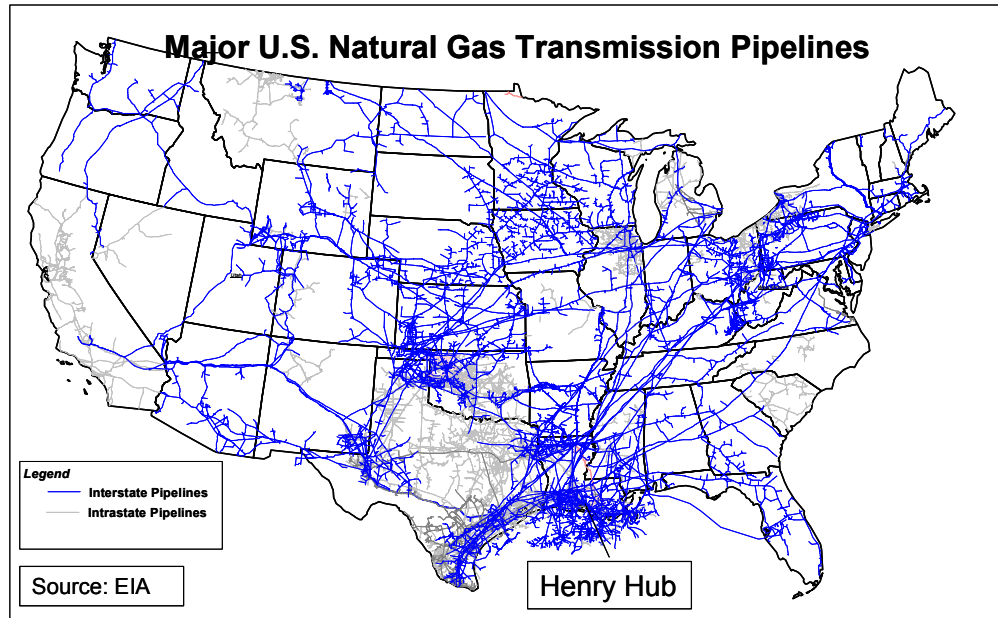 Major U.S. Natural Gas Transmission Pipelines
Legend
Interstate Pipelines
Intrastate Pipelines
Source: EIA
Henry Hub